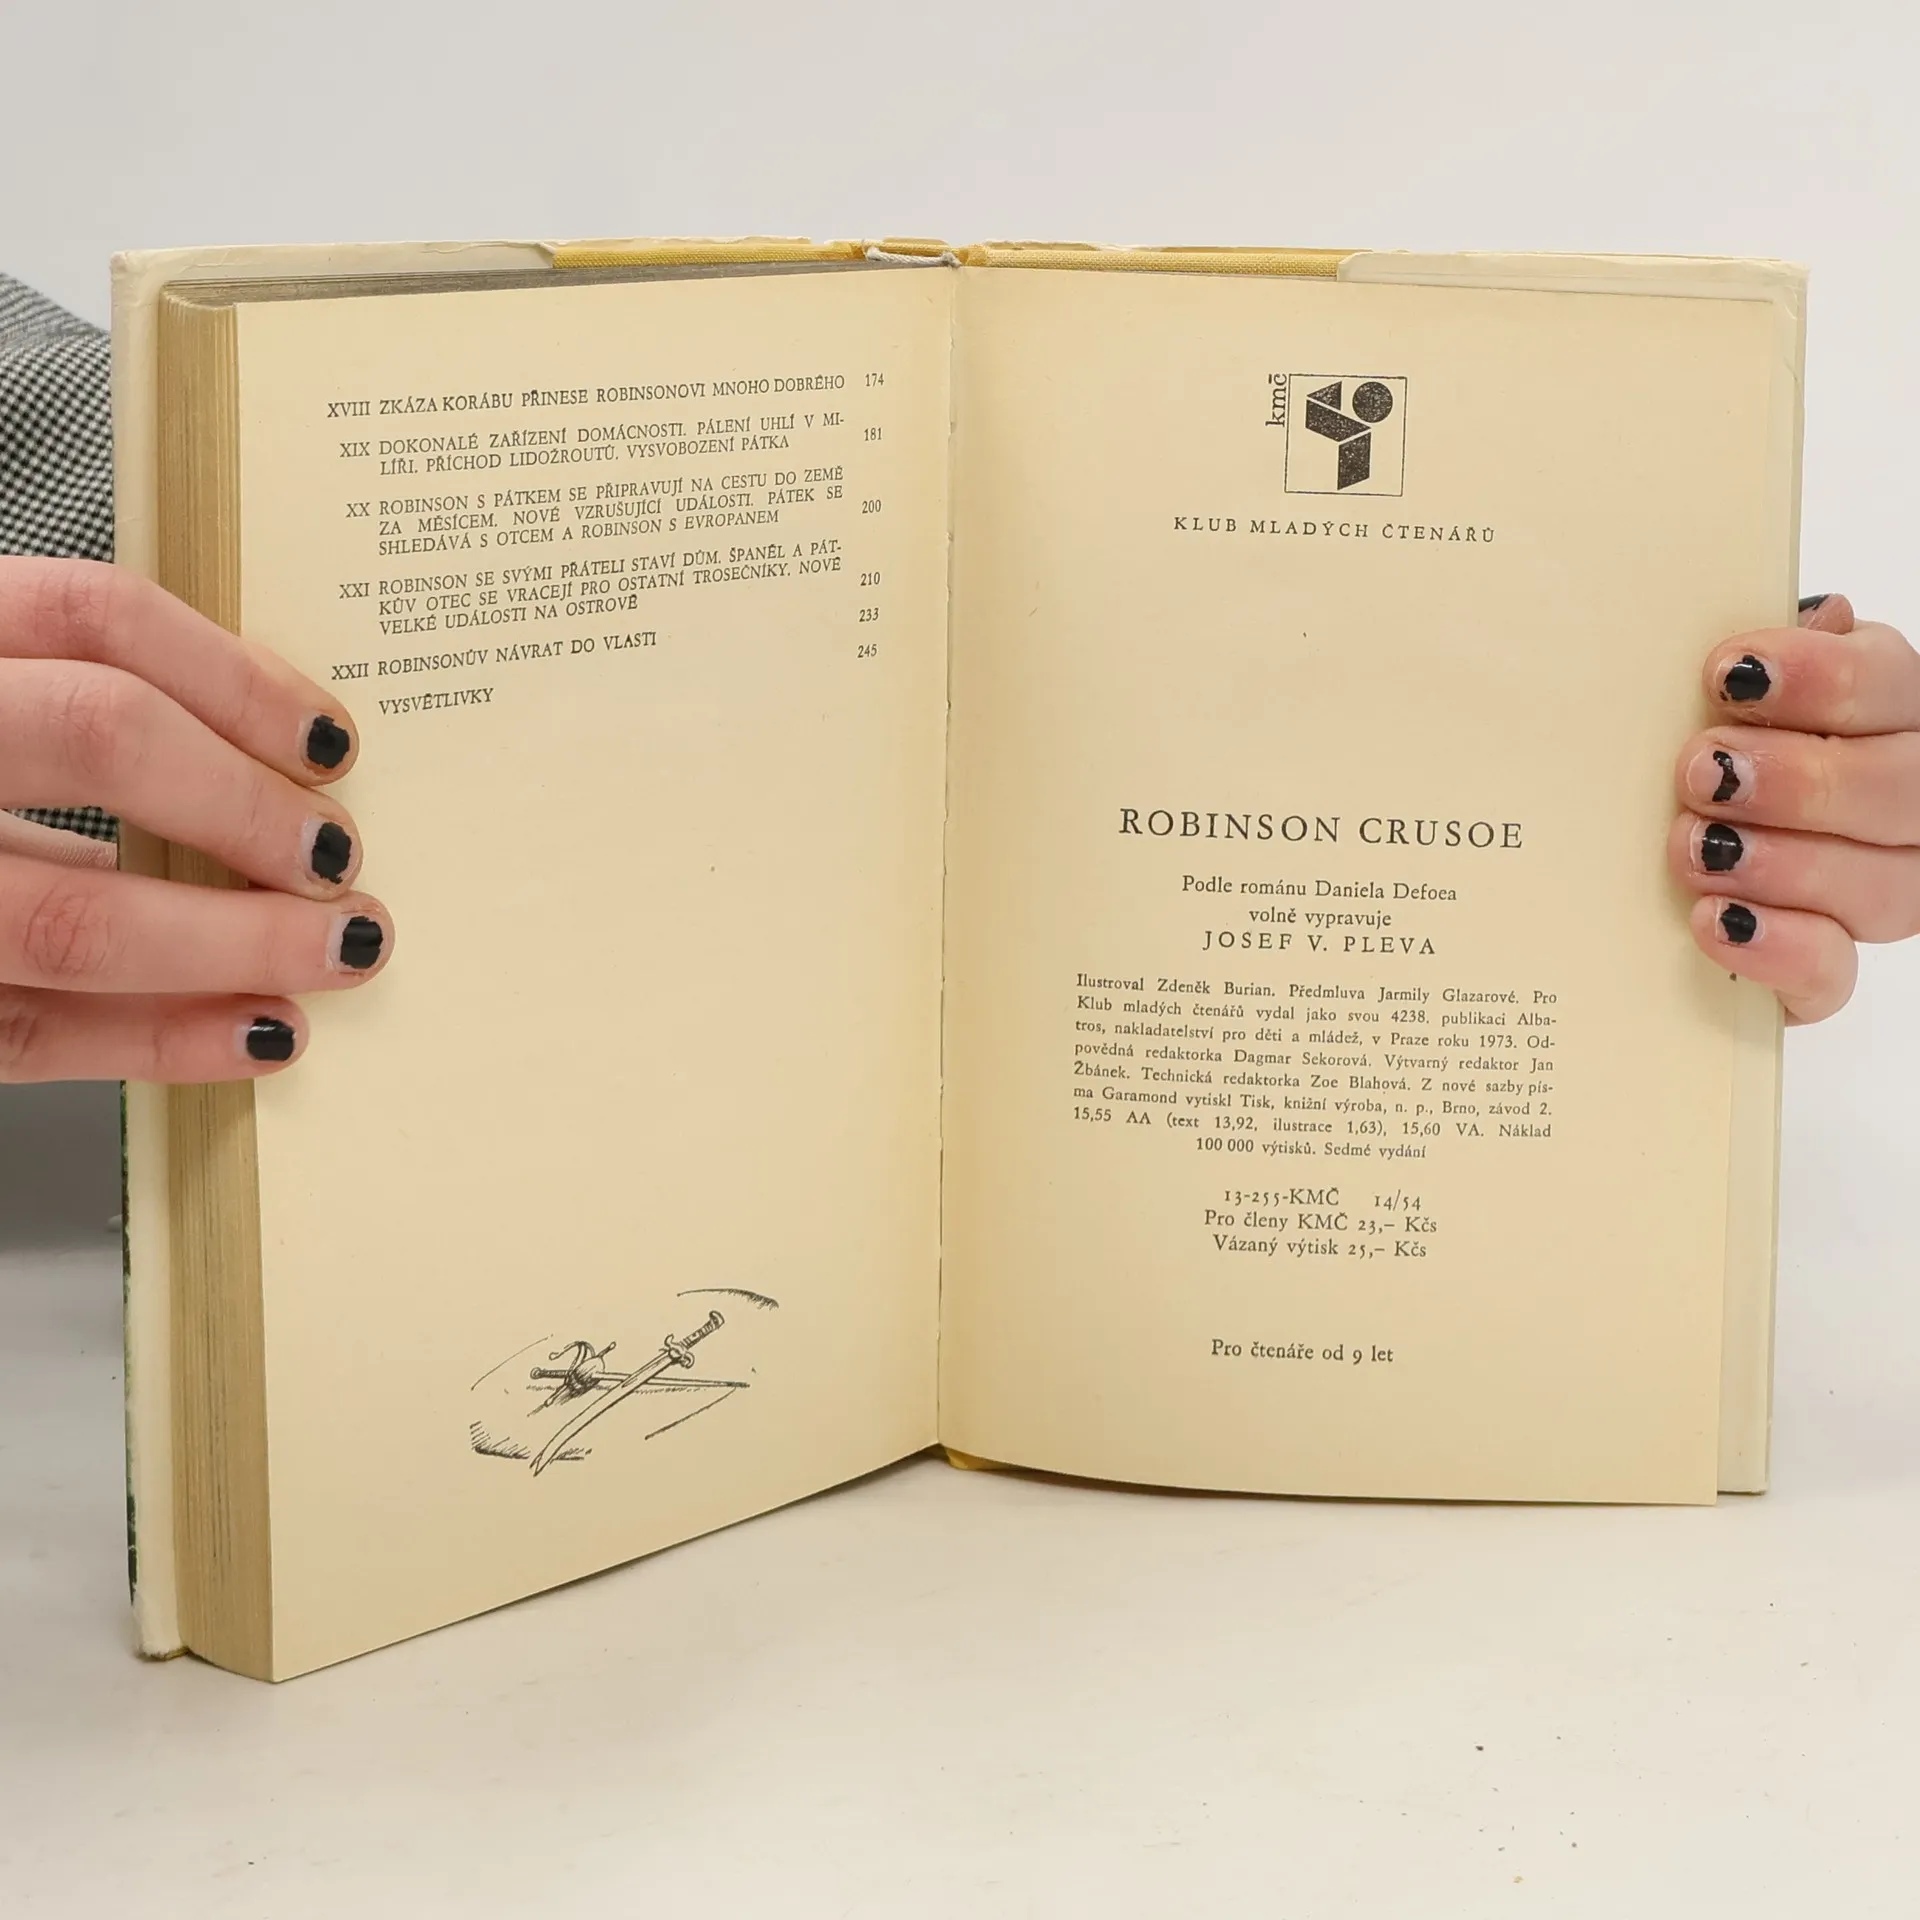 XVIII ZKÁZA KORÁBU PŘINESE ROBINSONOVI MNOHO DOBRÉHO 174
XIX DOKONALÉ ZAŘÍZENÍ DOMÁCNOSTI. PÁLENÍ UHLÍ V MI-
LÍŘI. PŘÍCHOD LIDOŽROUTŮ. VYSVOBOZENÍ PÁTKA 181
XX ROBINSON S PÁTKEM SE PŘIPRAVUJÍ NA CESTU DO ZEMĚ
ZA MĚSÍCEM. NOVÉ VZRUŠUJÍCÍ UDÁLOSTI. PÁTEK SE
SHLEDÁVÁ S OTCEM A ROBINSON S EVROPANEM 200
XXI ROBINSON SE SVÝMI PŘÁTELI STAVÍ DŮM. ŠPANĚL A PÁT-
KŮV OTEC SE VRACEJÍ PRO OSTATNÍ TROSEČNÍKY. NOVÉ
VELKÉ UDÁLOSTI NA OSTROVĚ 210
XXII ROBINSONŮV NÁVRAT DO VLASTI 233
VYSVĚTLIVKY 245
kmč
KLUB MLADÝCH ČTENÁŘŮ
ROBINSON CRUSOE
Podle románu Daniela Defoea
volně vypravuje
JOSEF V. PLEVA
Ilustroval Zdeněk Burian. Předmluva Jarmily Glazarové. Pro
Klub mladých čtenářů vydal jako svou 4238. publikaci Alba-
tros, nakladatelství pro děti a mládež, v Praze roku 1973. Od-
povědná redaktorka Dagmar Sekorová. Výtvarný redaktor Jan
Žbánek. Technická redaktorka Zoe Blahová. Z nové sazby pís-
ma Garamond vytiskl Tisk, knižní výroba, n. p., Brno, závod 2.
15,55 AA (text 13,92, ilustrace 1,63), 15,60 VA. Náklad
100 000 výtisků. Sedmé vydání
13-255-KMČ 14/54
Pro členy KMČ 23,– Kčs
Vázaný výtisk 25,– Kčs
Pro čtenáře od 9 let